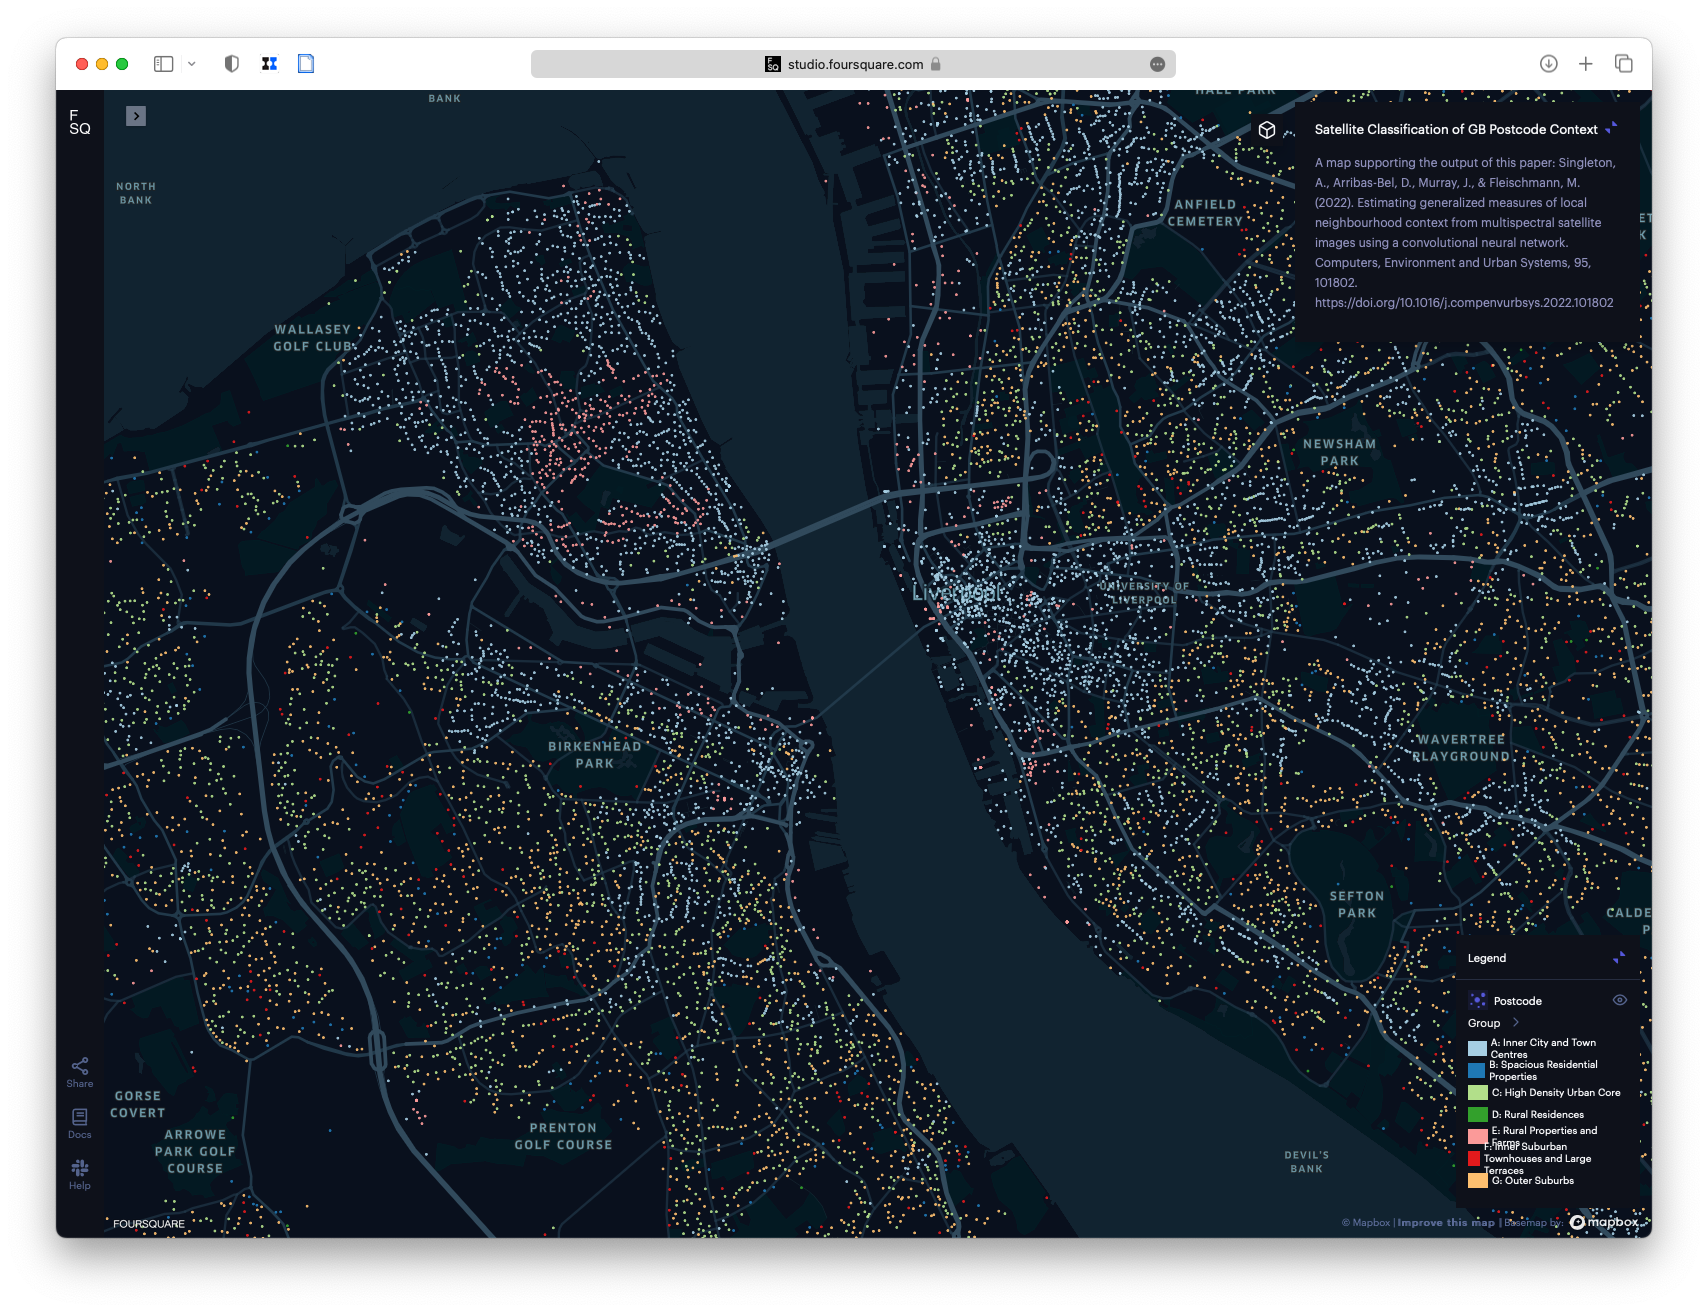 studio.foursquare.com
F
SQ
BANK
HALL PARK
NORTH
BANK
Satellite Classification of GB Postcode Context
A map supporting the output of this paper: Singleton,
A., Arribas-Bel, D., Murray, J., & Fleischmann, M.
(2022). Estimating generalized measures of local
neighbourhood context from multispectral satellite
images using a convolutional neural network.
Computers, Environment and Urban Systems, 95,
101802.
https://doi.org/10.1016/j.compenvurbsys.2022.101802
ANFIELD
CEMETERY
WALLASEY
GOLF CLUB
NEWSHAM
PARK
Liverpool
UNIVERSITY OF
LIVERPOOL
BIRKENHEAD
PARK
WAVERTREE
PLAYGROUND
SEFTON
PARK
CALDE
P
Legend
Postcode
Group
A: Inner City and Town
Centres
B: Spacious Residential
Properties
C: High Density Urban Core
D: Rural Residences
E: Rural Properties and
Farms
F: Inner Suburban
Townhouses and Large
Terraces
G: Outer Suburbs
Share
Docs
Help
GORSE
COVERT
ARROWE
PARK GOLF
COURSE
PRENTON
GOLF COURSE
DEVIL'S
BANK
FOURSQUARE
© Mapbox | Improve this map | Basemap by: mapbox